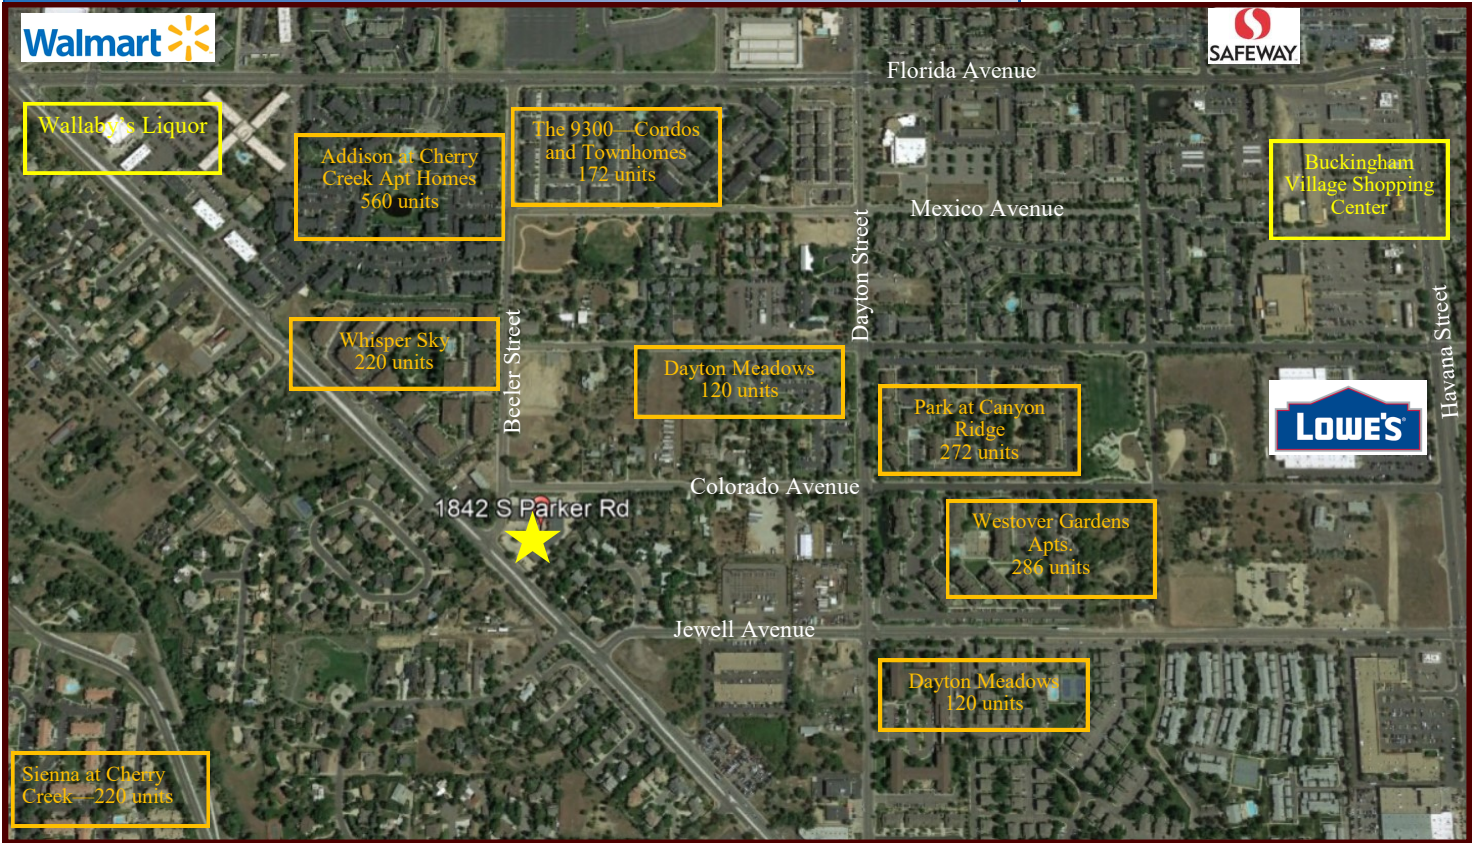 Walmart
SAFEWAY
Florida Avenue
Wallaby's Liquor
The 9300—Condos
and Townhomes
172 units
Addison at Cherry
Creek Apt Homes
560 units
Buckingham
Village Shopping
Center
Mexico Avenue
Dayton Street
Beeler Street
Havana Street
Whisper Sky
220 units
Dayton Meadows
120 units
Park at Canyon
Ridge
272 units
LOWE'S
Colorado Avenue
1842 S Parker Rd
Westover Gardens
Apts.
286 units
Jewell Avenue
Dayton Meadows
120 units
Sienna at Cherry
Creek—220 units